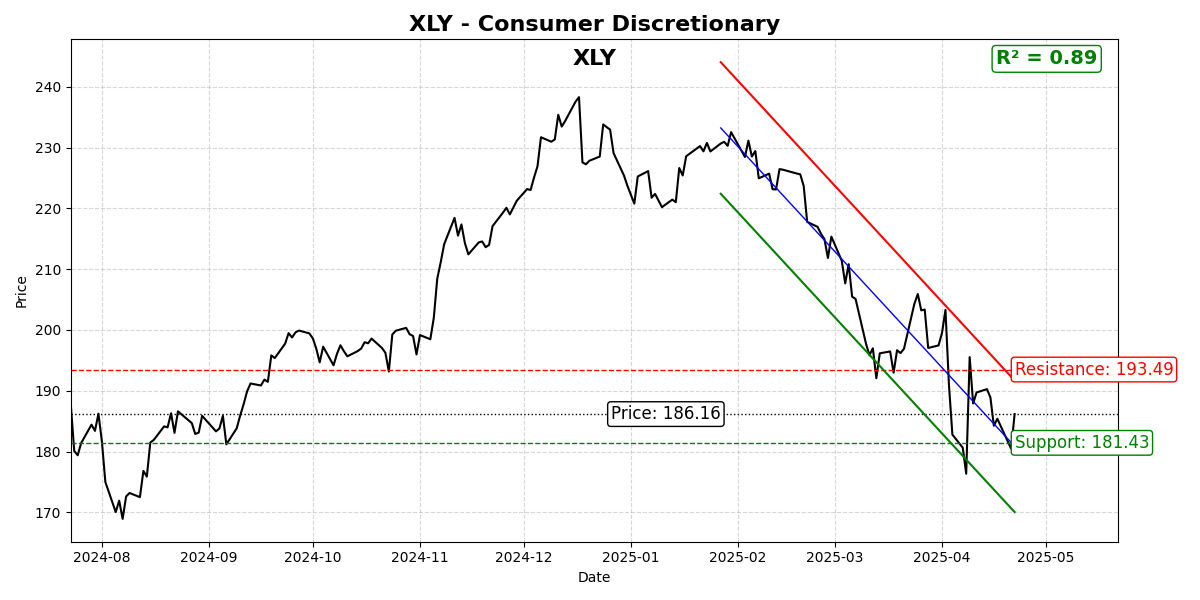 XLY - Consumer Discretionary
XLY
R² = 0.89
Price
240
230
220
210
200
190
180
170
Resistance: 193.49
Price: 186.16
Support: 181.43
2024-08
2024-09
2024-10
2024-11
2024-12
2025-01
2025-02
2025-03
2025-04
2025-05
Date